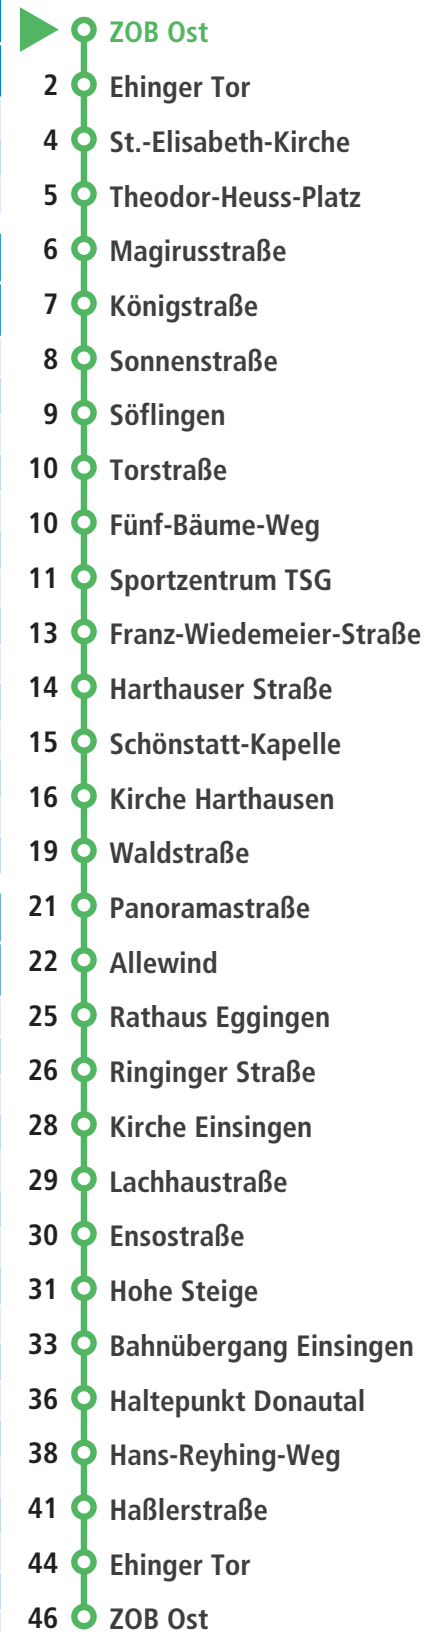 ZOB Ost
2 Ehinger Tor
4 St.-Elisabeth-Kirche
5 Theodor-Heuss-Platz
6 Magirusstraße
7 Königstraße
8 Sonnenstraße
9 Söflingen
10 Torstraße
10 Fünf-Bäume-Weg
11 Sportzentrum TSG
13 Franz-Wiedemeier-Straße
14 Harthauser Straße
15 Schönstatt-Kapelle
16 Kirche Harthausen
19 Waldstraße
21 Panoramastraße
22 Allewind
25 Rathaus Eggingen
26 Ringinger Straße
28 Kirche Einsingen
29 Lachhaustraße
30 Ensostraße
31 Hohe Steige
33 Bahnübergang Einsingen
36 Haltepunkt Donautal
38 Hans-Reyhing-Weg
41 Haßlerstraße
44 Ehinger Tor
46 ZOB Ost